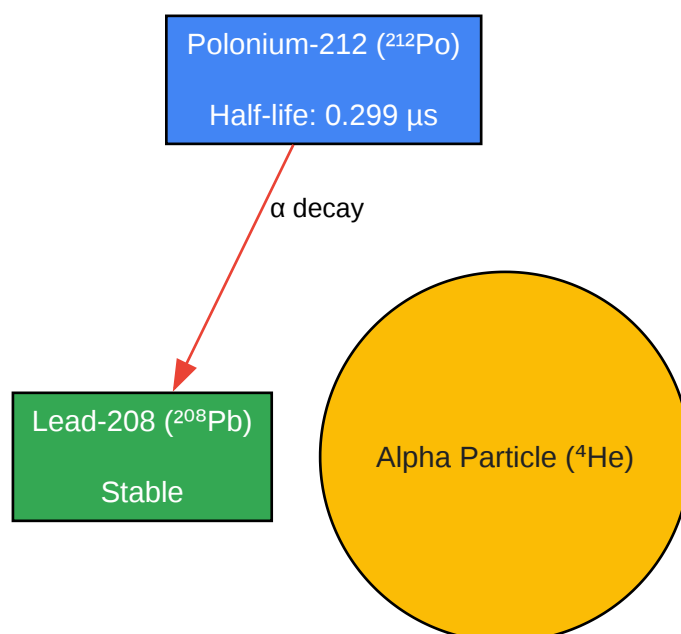 Polonium-212 (²¹²Po)
Half-life: 0.299 µs
α decay
Lead-208 (²⁰⁸Pb)
Stable
Alpha Particle (⁴He)